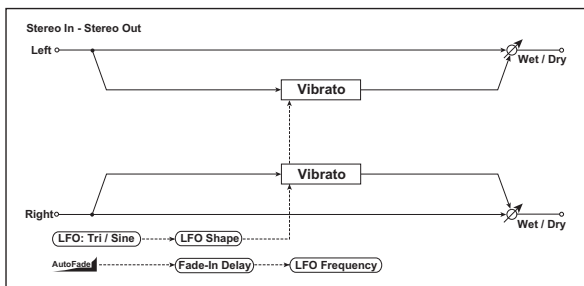 Stereo In - Stereo Out
Left
Wet / Dry
Vibrato
Vibrato
Right
Wet / Dry
LFO: Tri / Sine
LFO Shape
AutoFade
Fade-In Delay
LFO Frequency